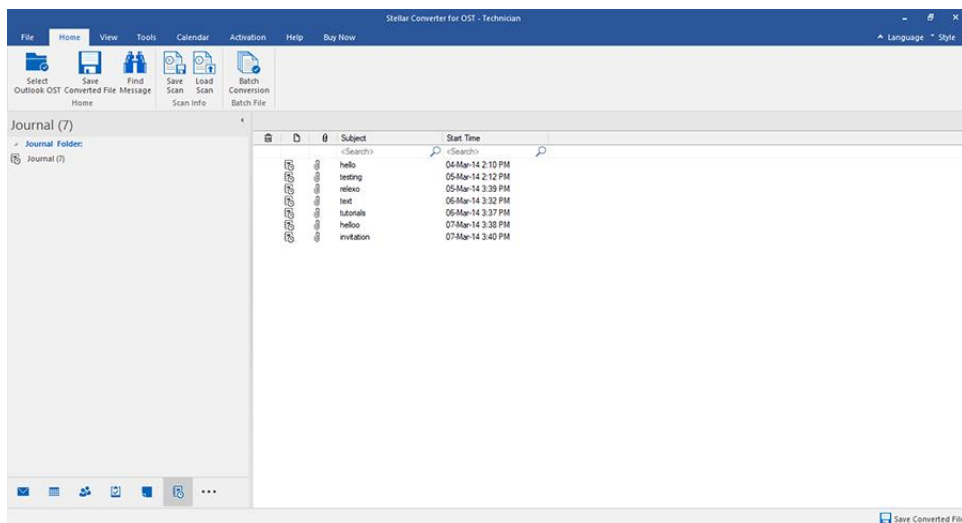 Stellar Converter for OST - Technician
File Home View Tools Calendar Activation Help Buy Now Language Style
Select Outlook OST
Save Converted File
Find Message
Save Scan
Load Scan
Batch Conversion
Home Scan Info Batch File
Journal (7)
Journal Folder:
Journal (7)
Subject Start Time
<Search> <Search>
hello 04-Mar-14 2:10 PM
testing 05-Mar-14 2:12 PM
relexo 05-Mar-14 3:39 PM
text 06-Mar-14 3:32 PM
tutorials 06-Mar-14 3:37 PM
helloo 07-Mar-14 3:38 PM
invitation 07-Mar-14 3:40 PM
Save Converted File